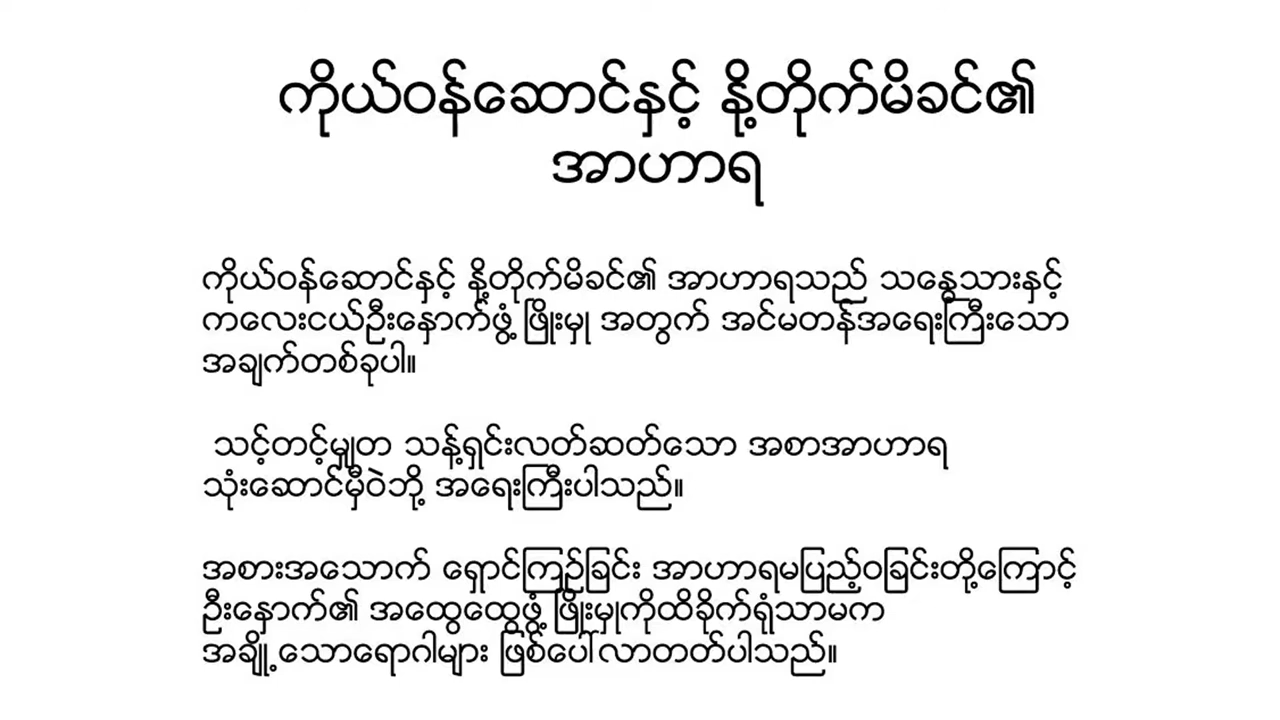 ကိုယ်ဝန်ဆောင်နှင့် နို့တိုက်မိခင်၏
အာဟာရ
ကိုယ်ဝန်ဆောင်နှင့် နို့တိုက်မိခင်၏ အာဟာရသည် သန္ဓေသားနှင့်
ကလေးငယ်ဦးနှောက်ဖွံ့ဖြိုးမှု အတွက် အင်မတန်အရေးကြီးသော
အချက်တစ်ခုပါ။
သင့်တင့်မျှတ သန့်ရှင်းလတ်ဆတ်သော အစာအာဟာရ
သုံးဆောင်မှီဝဲဘို့ အရေးကြီးပါသည်။
အစားအသောက် ရှောင်ကြဉ်ခြင်း အာဟာရမပြည့်ဝခြင်းတို့ကြောင့်
ဦးနှောက်၏ အထွေထွေဖွံ့ဖြိုးမှုကိုထိခိုက်ရုံသာမက
အချို့သောရောဂါများ ဖြစ်ပေါ်လာတတ်ပါသည်။